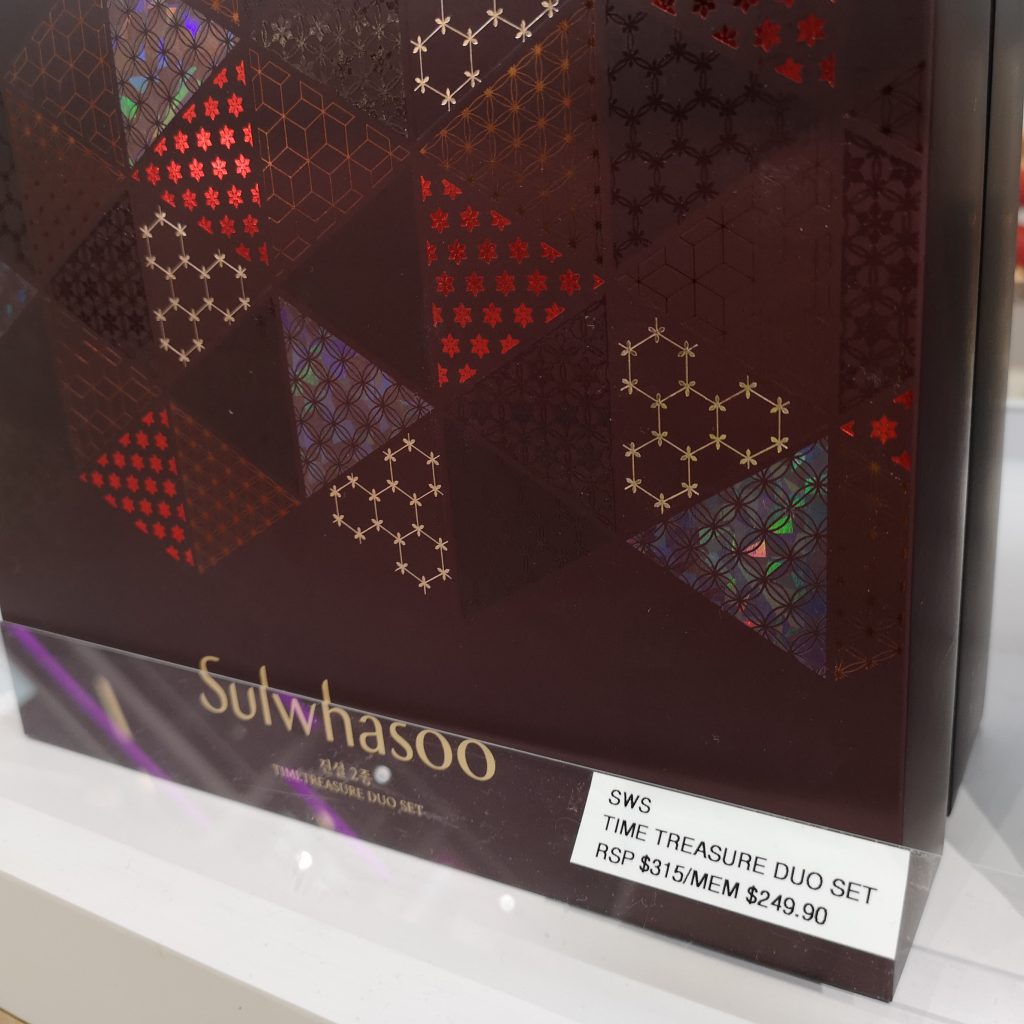 Sulwhasoo
진설 2종
TIMETREASURE DUO SET
SWS
TIME TREASURE DUO SET
RSP $315/MEM $249.90